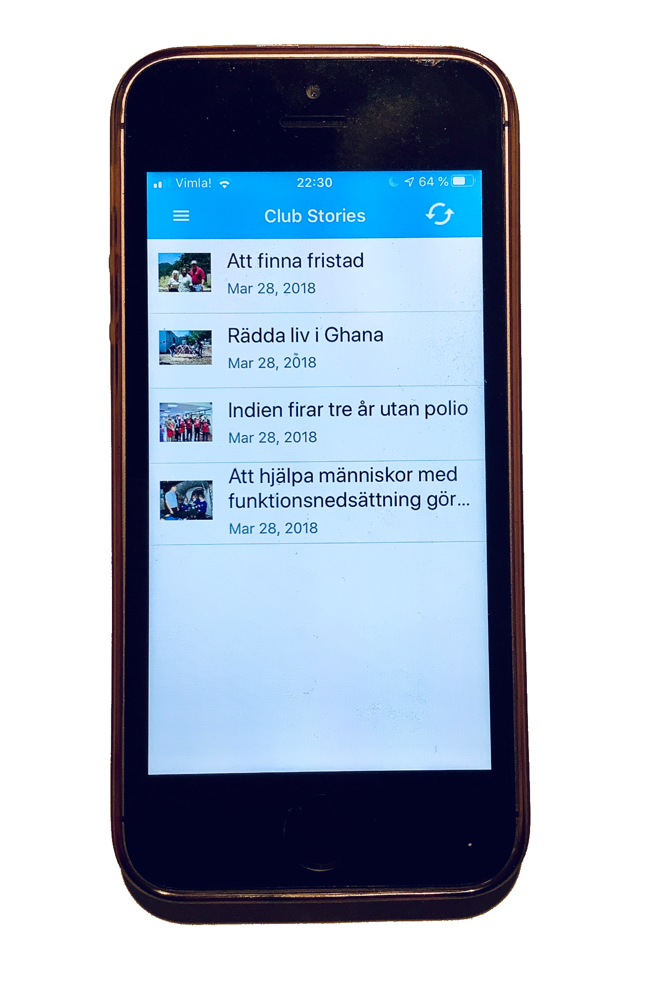 Vimla! 22:30 64 %
Club Stories
Att finna fristad
Mar 28, 2018
Rädda liv i Ghana
Mar 28, 2018
Indien firar tre år utan polio
Mar 28, 2018
Att hjälpa människor med
funktionsnedsättning gör...
Mar 28, 2018